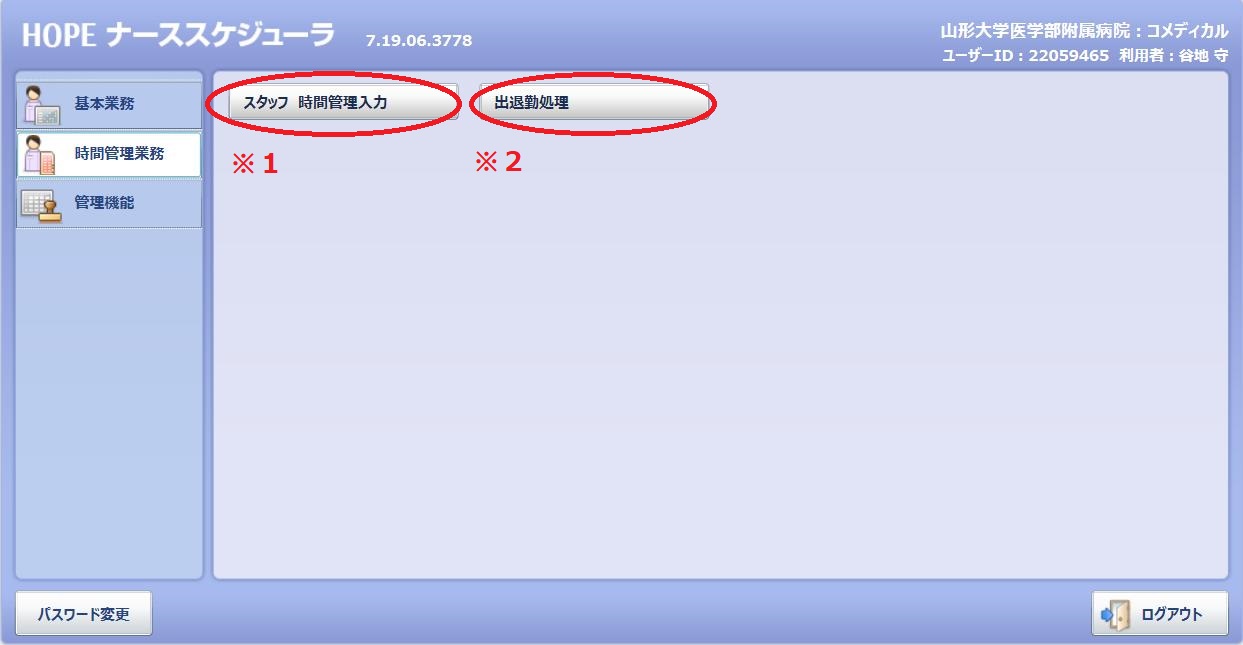 HOPE ナーススケジューラ 7.19.06.3778
山形大学医学部附属病院：コメディカル
ユーザーID：22059465 利用者：谷地 守
基本業務
時間管理業務
管理機能
スタッフ 時間管理入力
出退勤処理
※１
※２
パスワード変更
ログアウト